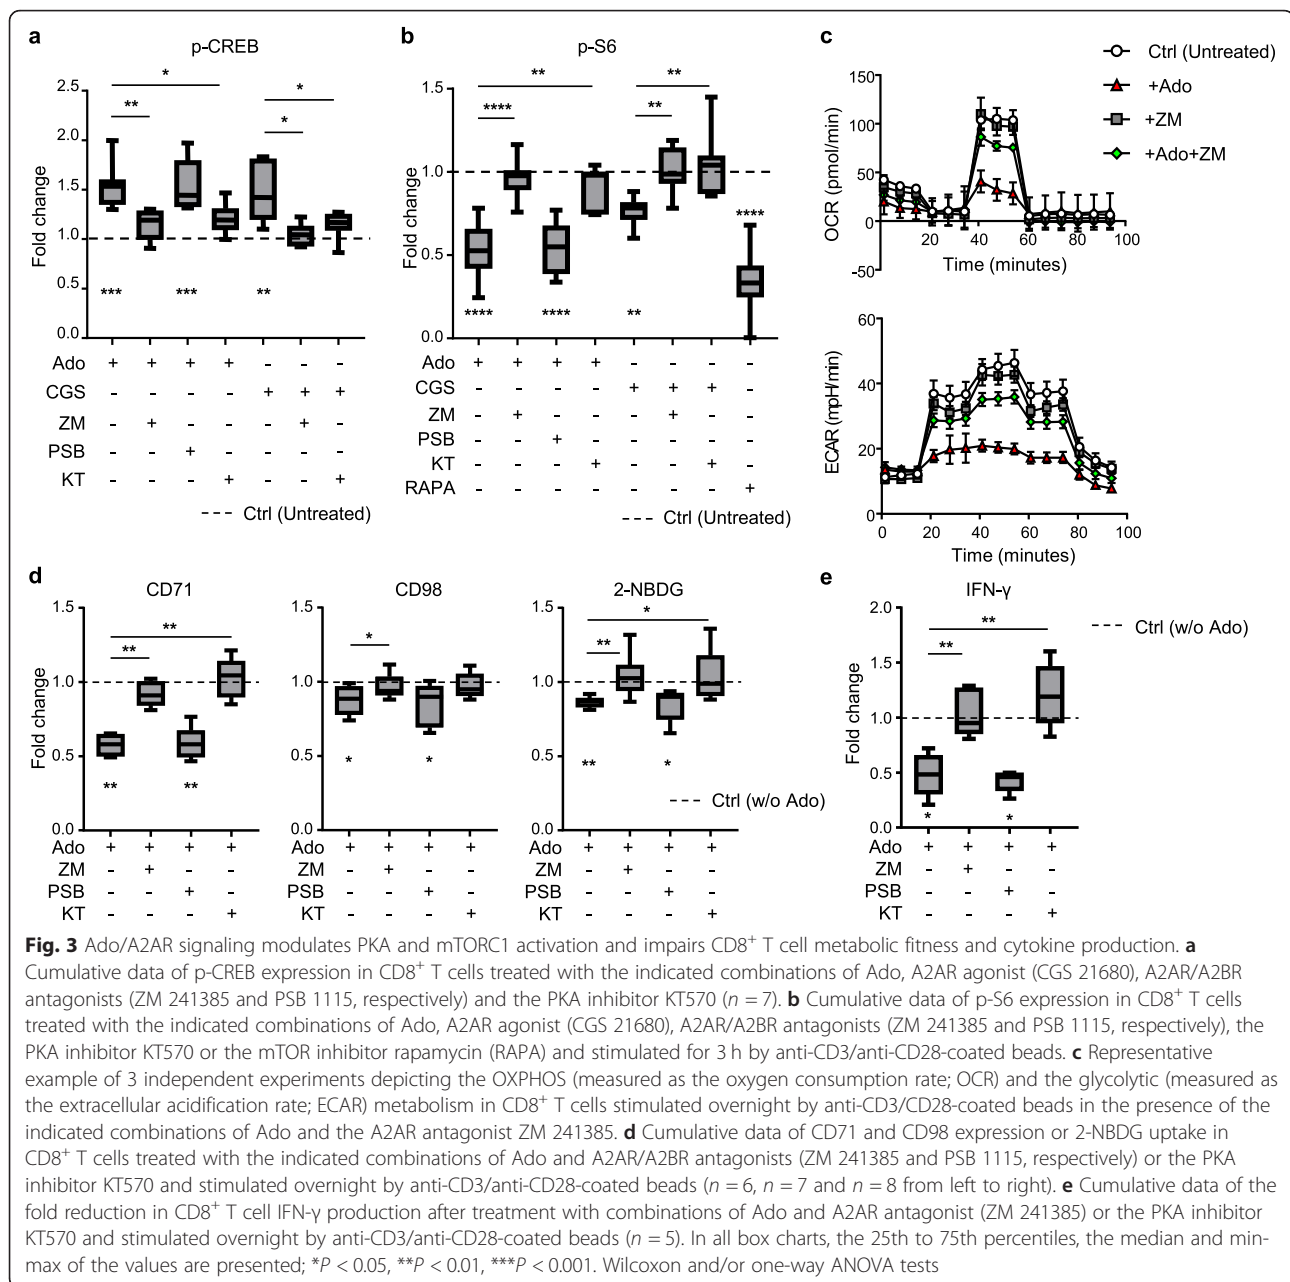 a
p-CREB
Fold change
2.5
2.0
1.5
1.0
0.5
0.0
*
**
*
*
*** *** **
Ado + + + + - - -
CGS - - - - + + +
ZM - + - - - + -
PSB - - + - - - -
KT - - - + - - +
--- Ctrl (Untreated)
b
p-S6
Fold change
1.5
1.0
0.5
0.0
** **
**** **
****
**** **** **
Ado + + + + - - - -
CGS - - - - + + + -
ZM - + - - - + - -
PSB - - + - - - - -
KT - - - + - - + -
RAPA - - - - - - - +
--- Ctrl (Untreated)
c
Ctrl (Untreated)
+Ado
+ZM
+Ado+ZM
OCR (pmol/min)
150
100
50
0
-50
20 40 60 80 100
Time (minutes)
ECAR (mpH/min)
60
40
20
0
0 20 40 60 80 100
Time (minutes)
d
CD71
Fold change
1.5
1.0
0.5
0.0
**
**
** **
Ado + + + +
ZM - + - -
PSB - - + -
KT - - - +
CD98
1.5
1.0
0.5
0.0
*
* *
Ado + + + +
ZM - + - -
PSB - - + -
KT - - - +
2-NBDG
1.5
1.0
0.5
0.0
*
**
** *
--- Ctrl (w/o Ado)
Ado + + + +
ZM - + - -
PSB - - + -
KT - - - +
e
IFN-γ
Fold change
2.0
1.5
1.0
0.5
0.0
**
**
* *
--- Ctrl (w/o Ado)
Ado + + + +
ZM - + - -
PSB - - + -
KT - - - +
Fig. 3 Ado/A2AR signaling modulates PKA and mTORC1 activation and impairs CD8⁺ T cell metabolic fitness and cytokine production. a
Cumulative data of p-CREB expression in CD8⁺ T cells treated with the indicated combinations of Ado, A2AR agonist (CGS 21680), A2AR/A2BR
antagonists (ZM 241385 and PSB 1115, respectively) and the PKA inhibitor KT570 (n = 7). b Cumulative data of p-S6 expression in CD8⁺ T cells
treated with the indicated combinations of Ado, A2AR agonist (CGS 21680), A2AR/A2BR antagonists (ZM 241385 and PSB 1115, respectively), the
PKA inhibitor KT570 or the mTOR inhibitor rapamycin (RAPA) and stimulated for 3 h by anti-CD3/anti-CD28-coated beads. c Representative
example of 3 independent experiments depicting the OXPHOS (measured as the oxygen consumption rate; OCR) and the glycolytic (measured as
the extracellular acidification rate; ECAR) metabolism in CD8⁺ T cells stimulated overnight by anti-CD3/CD28-coated beads in the presence of the
indicated combinations of Ado and the A2AR antagonist ZM 241385. d Cumulative data of CD71 and CD98 expression or 2-NBDG uptake in
CD8⁺ T cells treated with the indicated combinations of Ado and A2AR/A2BR antagonists (ZM 241385 and PSB 1115, respectively) or the PKA
inhibitor KT570 and stimulated overnight by anti-CD3/anti-CD28-coated beads (n = 6, n = 7 and n = 8 from left to right). e Cumulative data of the
fold reduction in CD8⁺ T cell IFN-γ production after treatment with combinations of Ado and A2AR antagonist (ZM 241385) or the PKA inhibitor
KT570 and stimulated overnight by anti-CD3/anti-CD28-coated beads (n = 5). In all box charts, the 25th to 75th percentiles, the median and min-
max of the values are presented; *P < 0.05, **P < 0.01, ***P < 0.001. Wilcoxon and/or one-way ANOVA tests